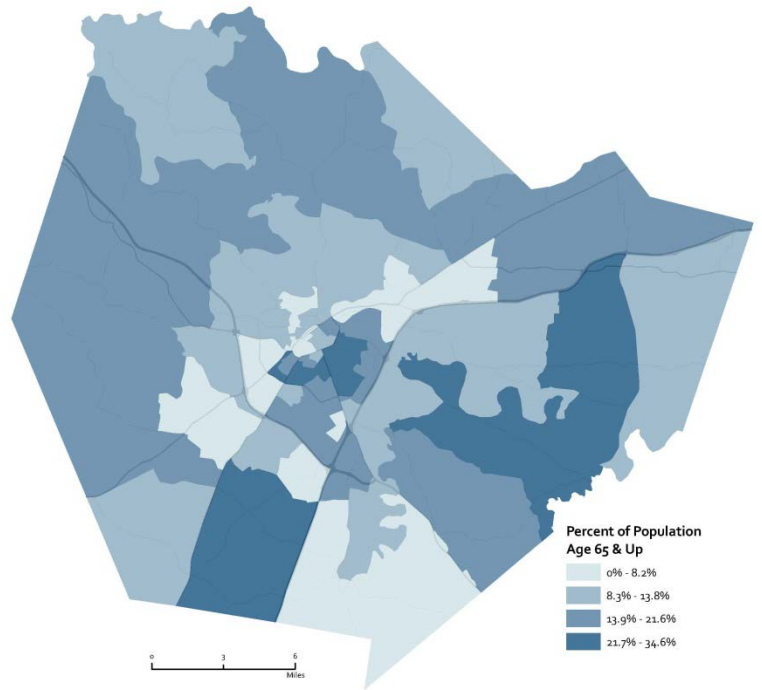 Percent of Population
Age 65 & Up
0% - 8.2%
8.3% - 13.8%
13.9% - 21.6%
21.7% - 34.6%
0 3 6
Miles